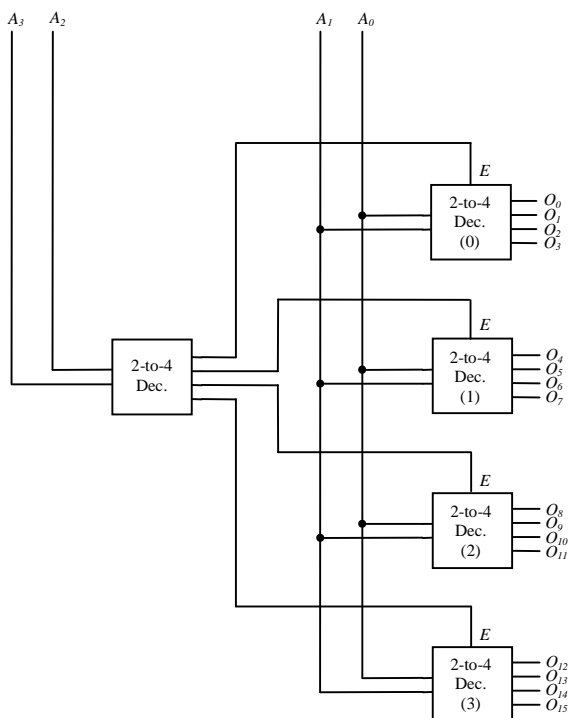 A3 A2 A1 A0
E
2-to-4
Dec.
(0)
O0
O1
O2
O3
E
2-to-4
Dec.
(1)
O4
O5
O6
O7
2-to-4
Dec.
E
2-to-4
Dec.
(2)
O8
O9
O10
O11
E
2-to-4
Dec.
(3)
O12
O13
O14
O15